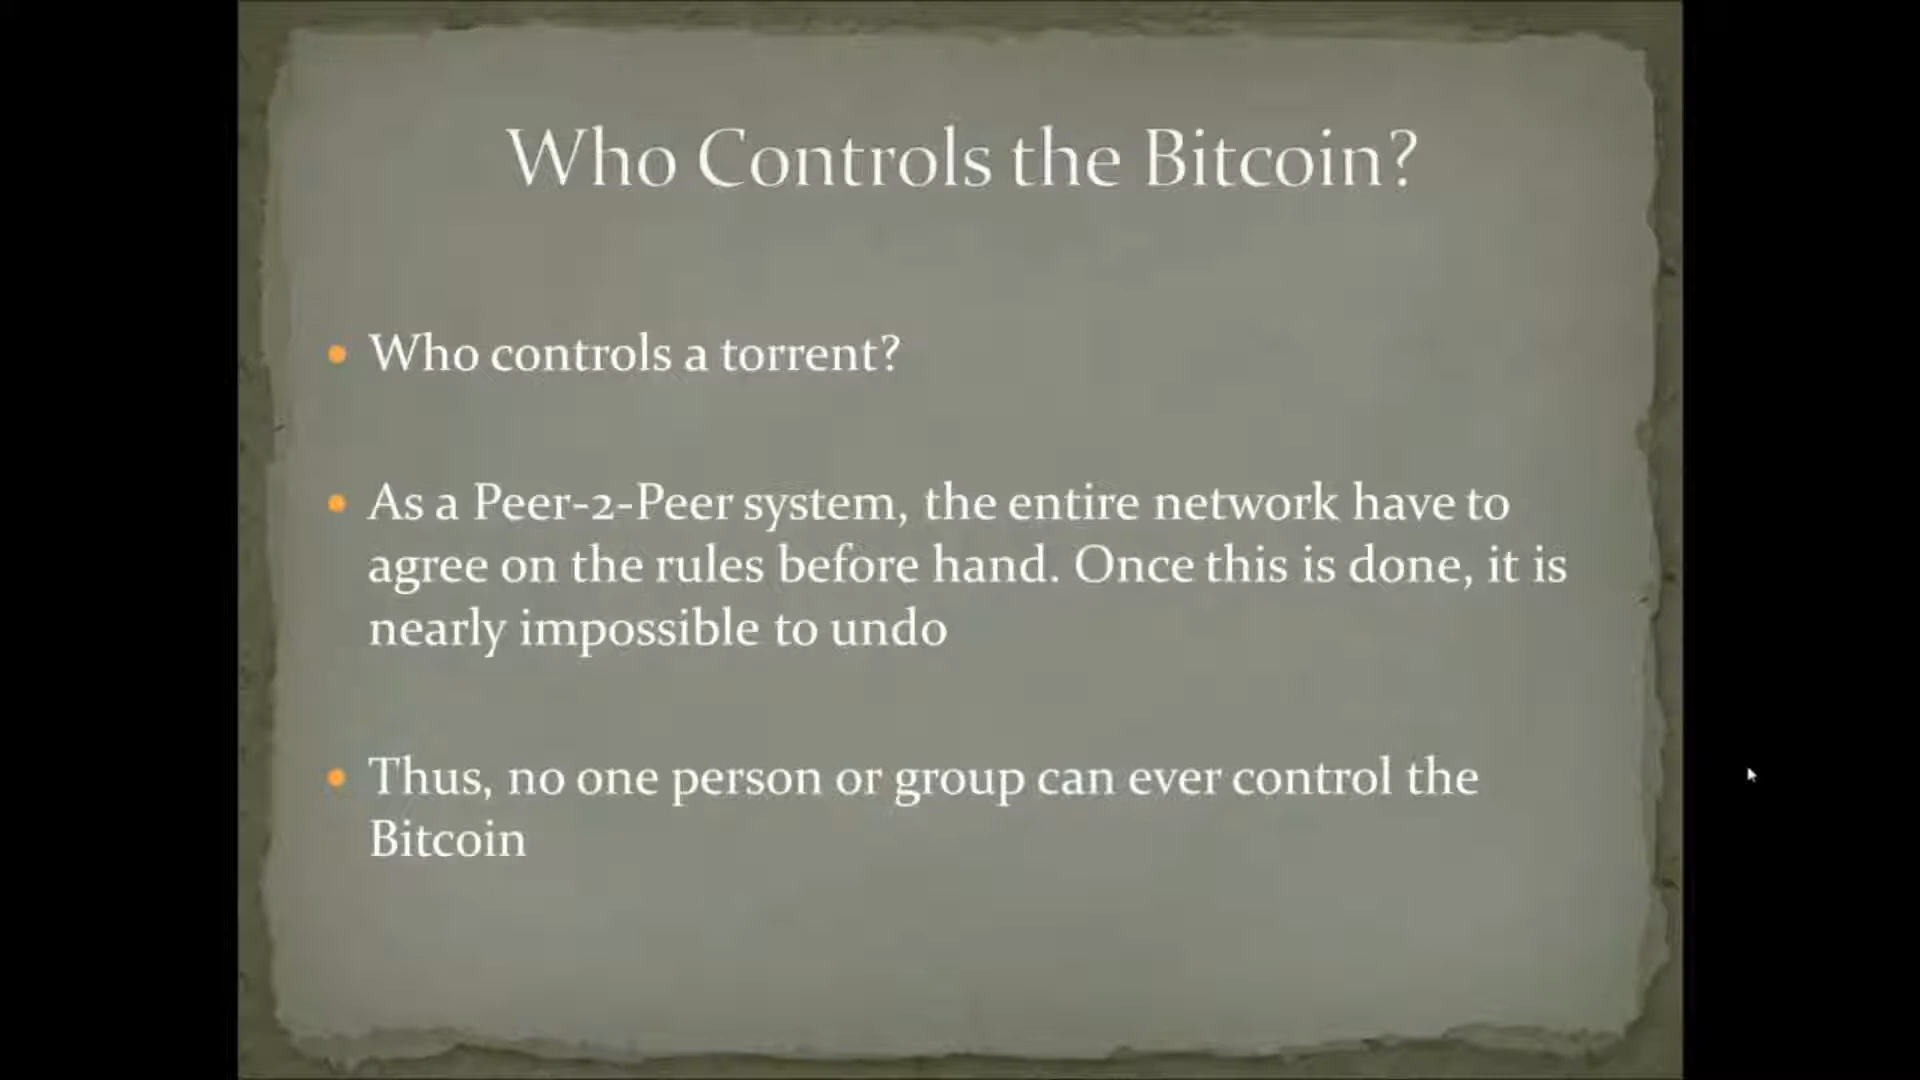 Who Controls the Bitcoin?
Who controls a torrent?
As a Peer-2-Peer system, the entire network have to
agree on the rules before hand. Once this is done, it is
nearly impossible to undo
Thus, no one person or group can ever control the
Bitcoin